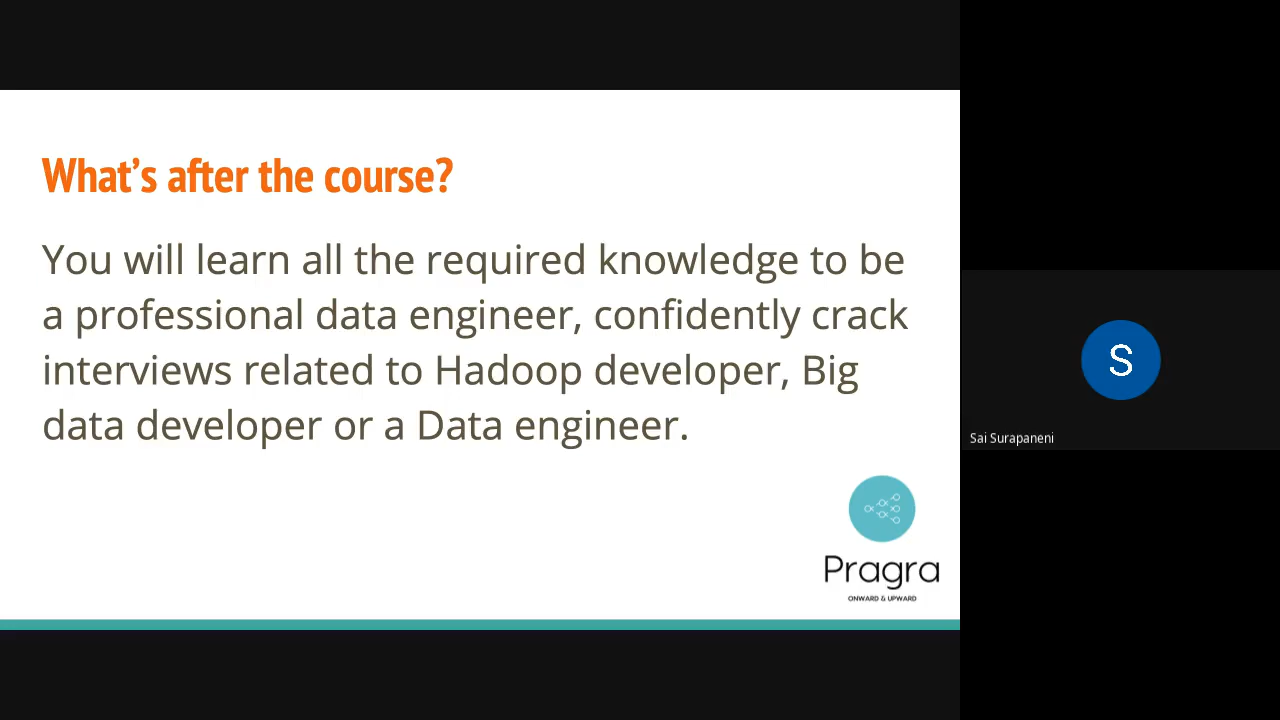 What's after the course?
You will learn all the required knowledge to be
a professional data engineer, confidently crack
interviews related to Hadoop developer, Big
data developer or a Data engineer.
Pragra
ONWARD & UPWARD
S
Sai Surapaneni